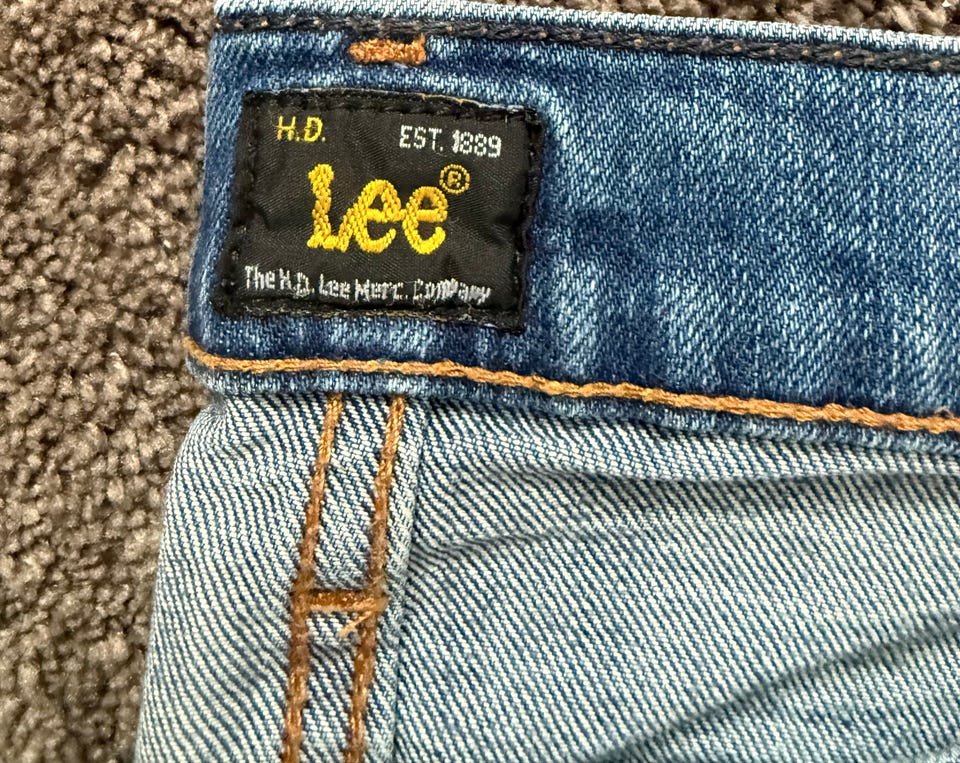 H.D. EST. 1889
Lee®
The H.D. Lee Merc. Company